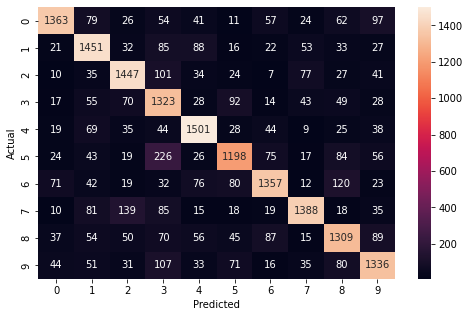 0 1363 79 26 54 41 11 57 24 62 97
1 21 1451 32 85 88 16 22 53 33 27
2 10 35 1447 101 34 24 7 77 27 41
3 17 55 70 1323 28 92 14 43 49 28
4 19 69 35 44 1501 28 44 9 25 38
5 24 43 19 226 26 1198 75 17 84 56
6 71 42 19 32 76 80 1357 12 120 23
7 10 81 139 85 15 18 19 1388 18 35
8 37 54 50 70 56 45 87 15 1309 89
9 44 51 31 107 33 71 16 35 80 1336
0 1 2 3 4 5 6 7 8 9
Predicted
Actual
1400
1200
1000
800
600
400
200